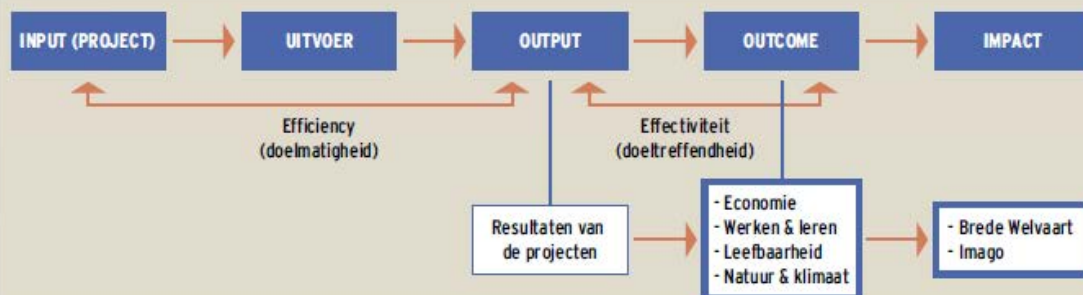 INPUT (PROJECT)
UITVOER
OUTPUT
OUTCOME
IMPACT
Efficiency
(doelmatigheid)
Effectiviteit
(doeltreffendheid)
Resultaten van
de projecten
- Economie
- Werken & leren
- Leefbaarheid
- Natuur & klimaat
- Brede Welvaart
- Imago